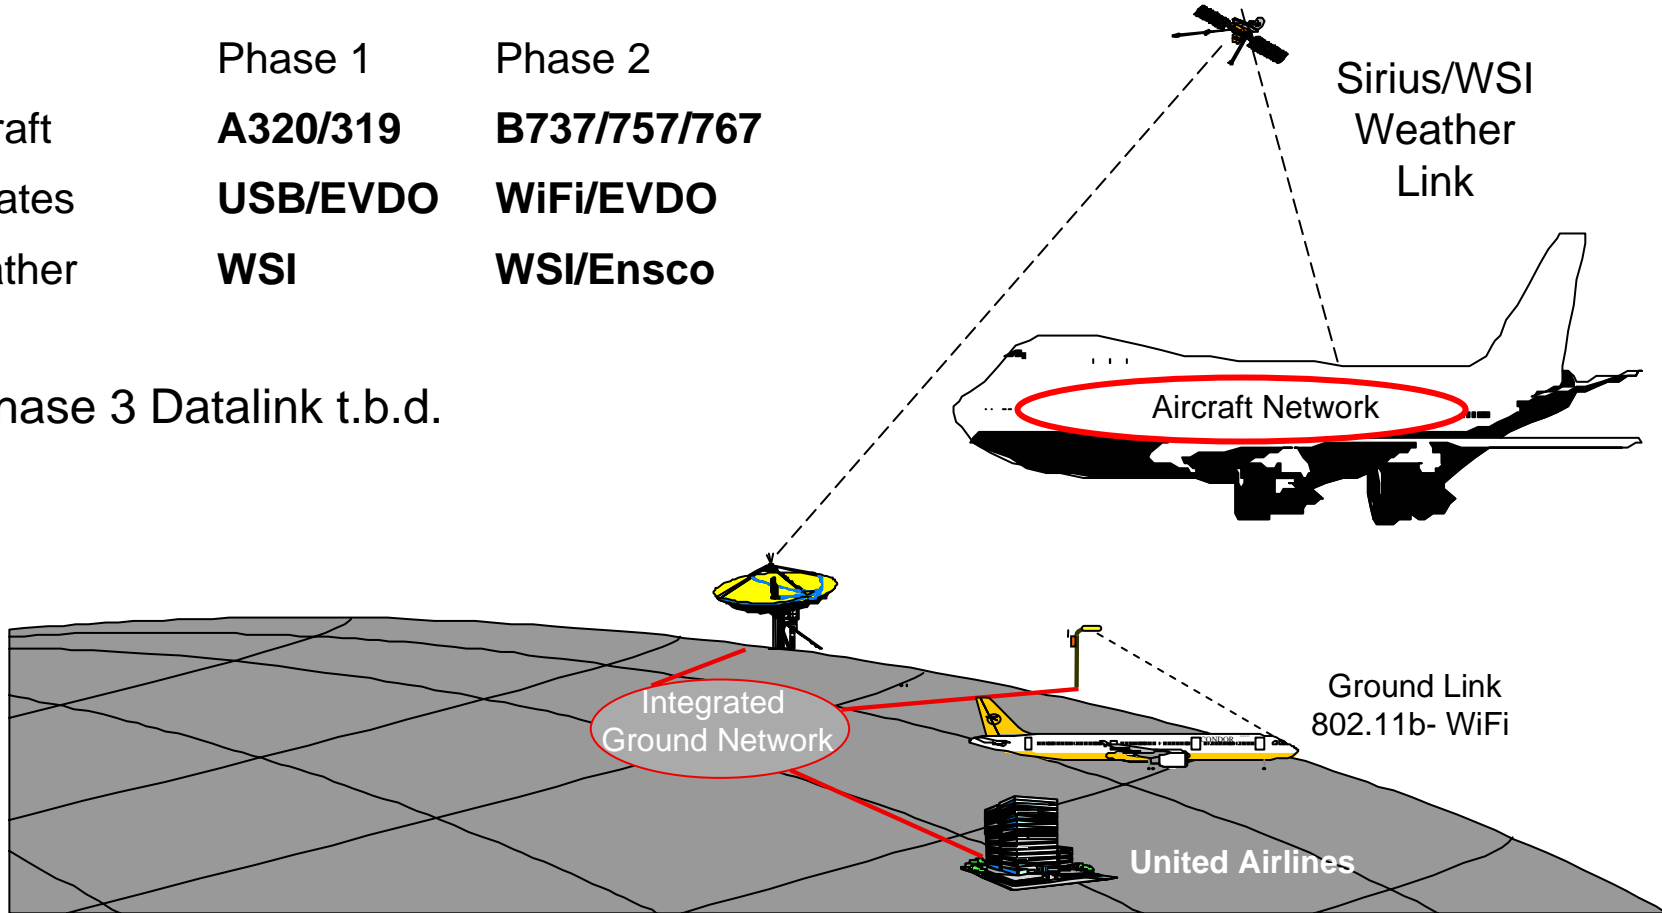 Phase 1 Phase 2
raft A320/319 B737/757/767
ates USB/EVDO WiFi/EVDO
ather WSI WSI/Ensco
hase 3 Datalink t.b.d.
Sirius/WSI
Weather
Link
Aircraft Network
Integrated
Ground Network
Ground Link
802.11b- WiFi
CONDOR
United Airlines